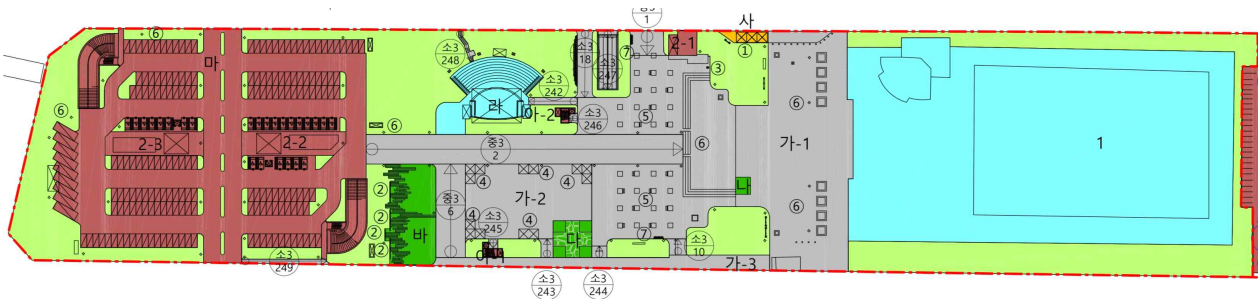 중3
1
사
⑥
소3
248
소3
18
소3
247
⑦
2-1
①
③
마
소3
242
⑥
⑥
라
아-2
소3
246
⑤
⑥
가-1
1
⑥
2-3
2-2
중3
2
②
④
④
④
중3
6
가-2
⑤
나
⑥
②
④
소3
245
④
②
바
다
⑦
②
소3
10
소3
249
가-3
소3
243
소3
244